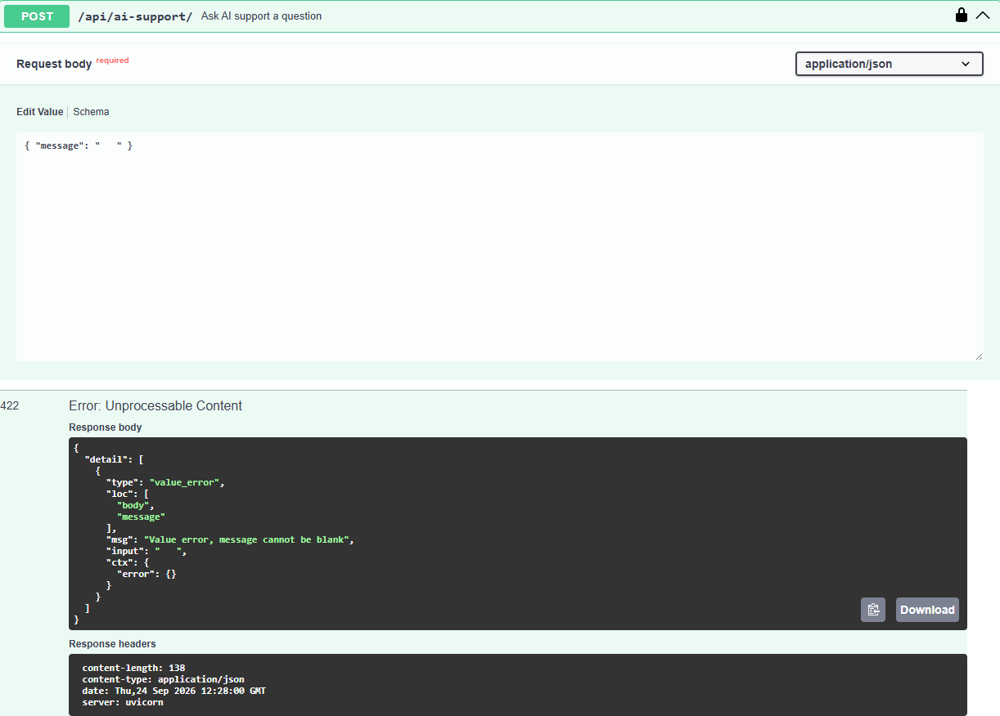 POST /api/ai-support/ Ask AI support a question
Request body required application/json
Edit Value Schema
{ "message": "   " }
422 Error: Unprocessable Content
Response body
{
  "detail": [
    {
      "type": "value_error",
      "loc": [
        "body",
        "message"
      ],
      "msg": "Value error, message cannot be blank",
      "input": "   ",
      "ctx": {
        "error": {}
      }
    }
  ]
}
Download
Response headers
content-length: 138
content-type: application/json
date: Thu,24 Sep 2026 12:28:00 GMT
server: uvicorn